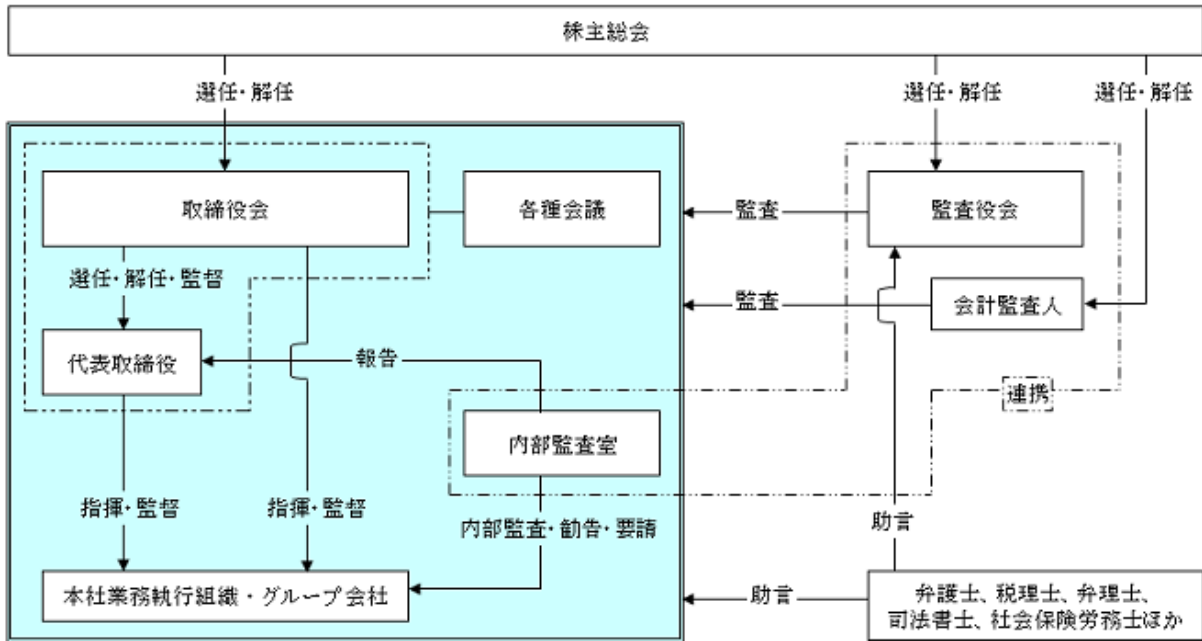 株主総会
選任・解任
選任・解任
選任・解任
取締役会
各種会議
監査
監査役会
選任・解任・監督
監査
会計監査人
代表取締役
報告
連携
内部監査室
指揮・監督
指揮・監督
内部監査・勧告・要請
助言
本社業務執行組織・グループ会社
助言
弁護士、税理士、弁理士、
司法書士、社会保険労務士ほか